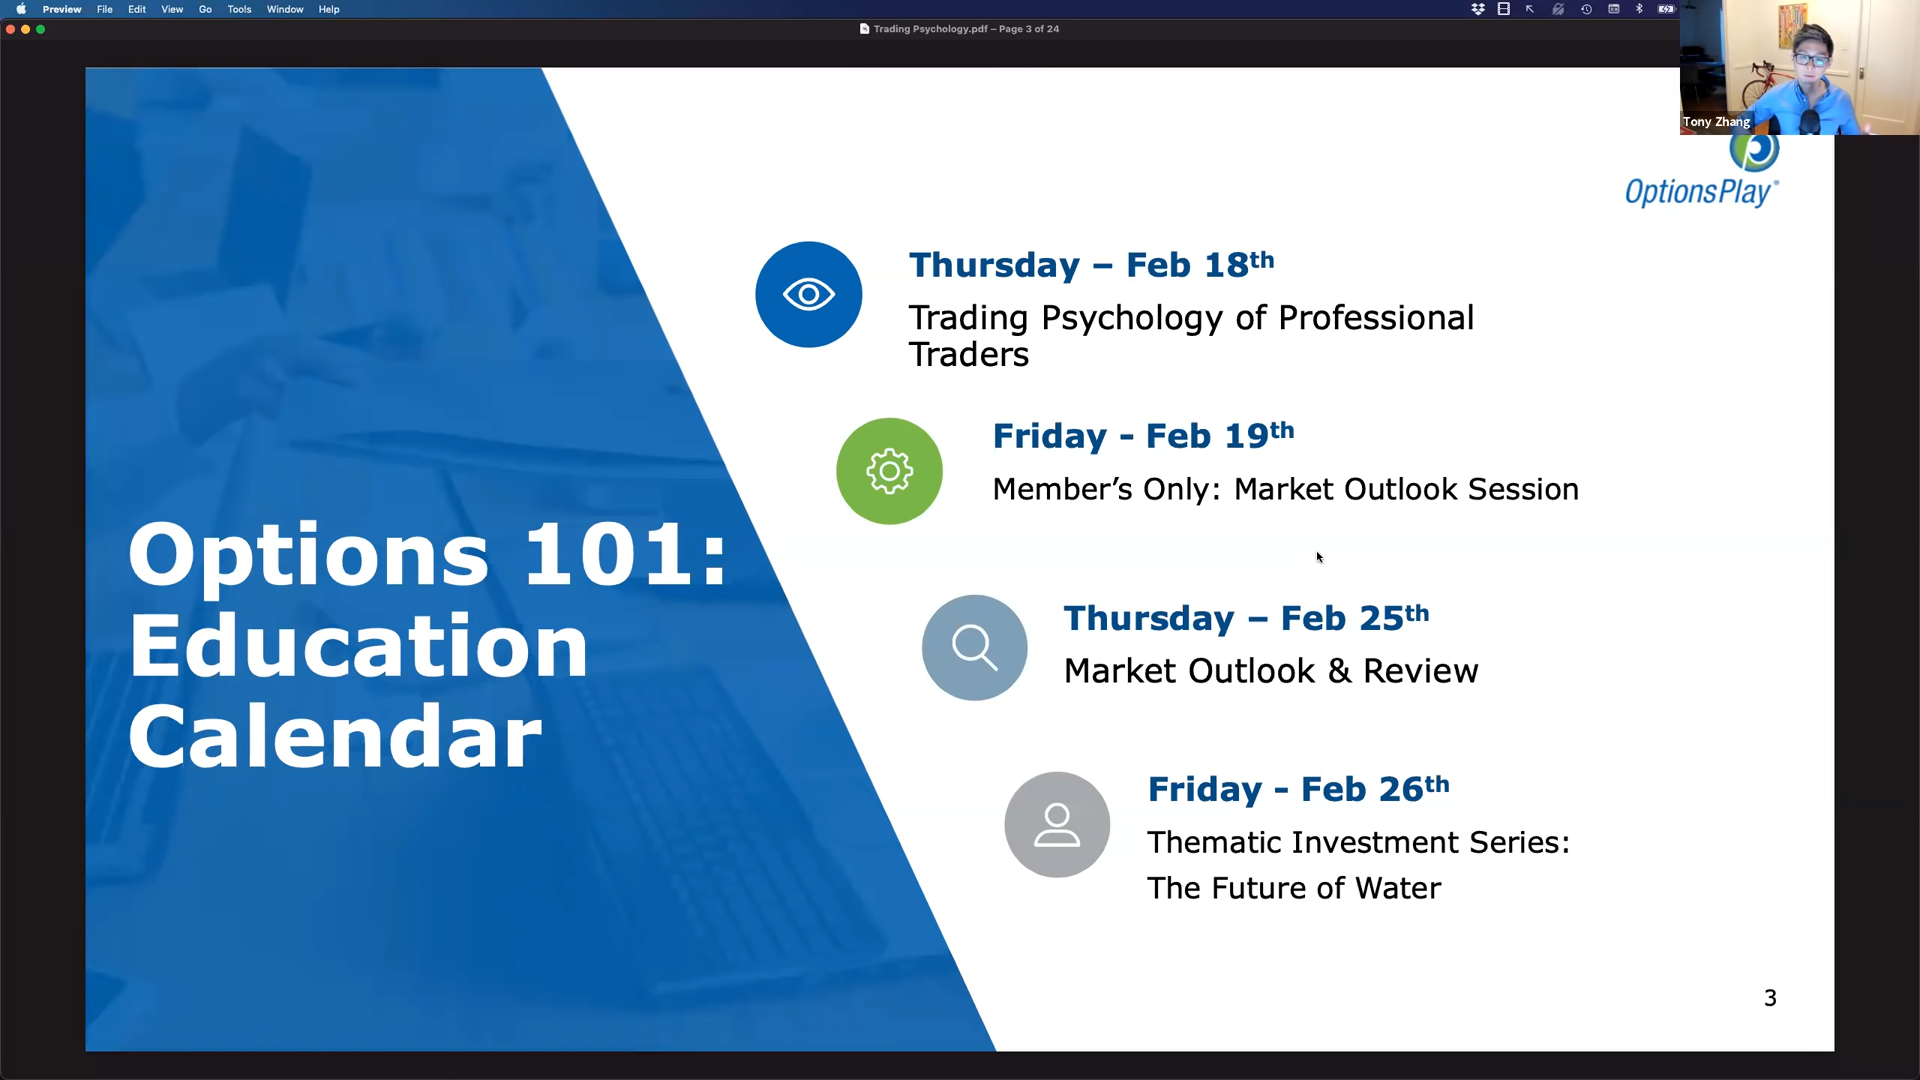 Preview File Edit View Go Tools Window Help
Trading Psychology.pdf – Page 3 of 24
Tony Zhang
OptionsPlay®
Thursday – Feb 18th
Trading Psychology of Professional
Traders
Friday - Feb 19th
Member’s Only: Market Outlook Session
Options 101:
Education
Calendar
Thursday – Feb 25th
Market Outlook & Review
Friday - Feb 26th
Thematic Investment Series:
The Future of Water
3